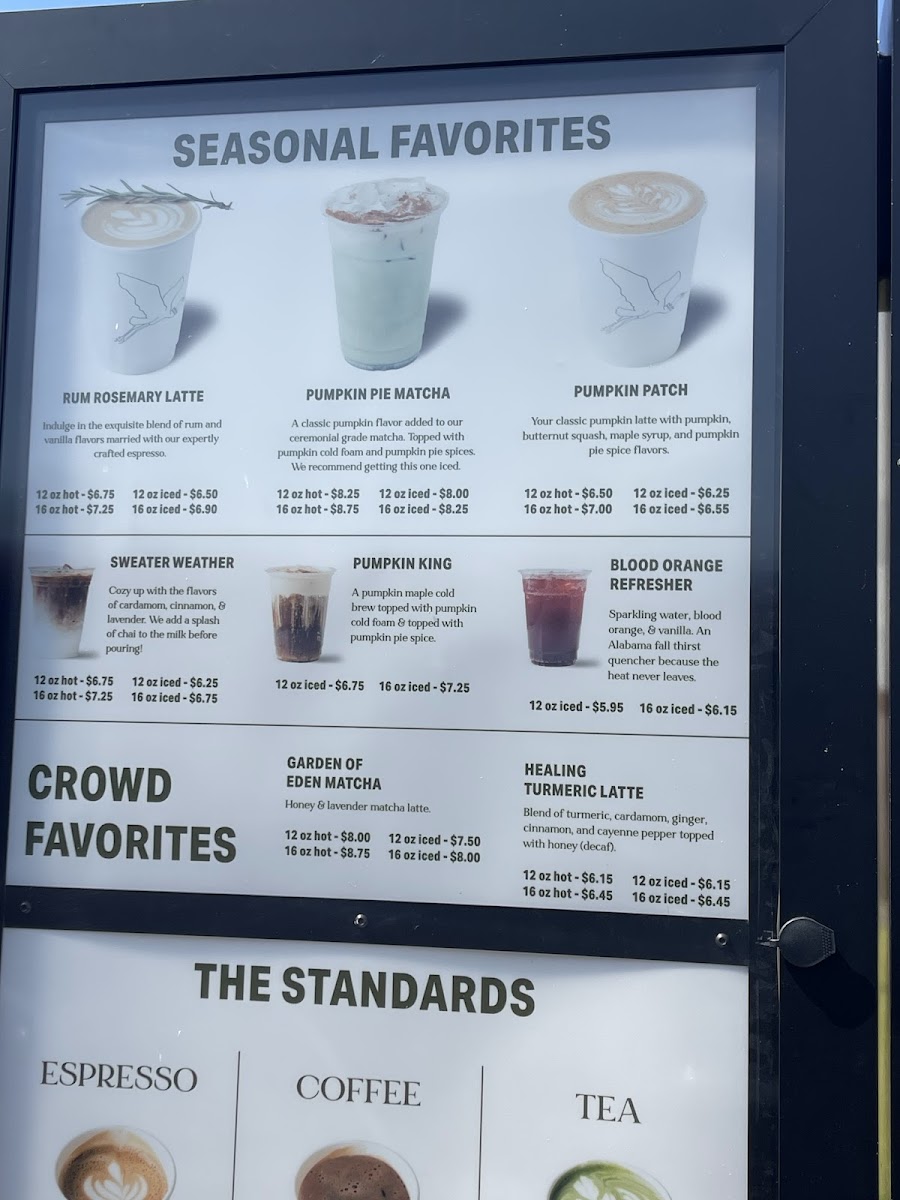 SEASONAL FAVORITES
RUM ROSEMARY LATTE
Indulge in the exquisite blend of rum and
vanilla flavors married with our expertly
crafted espresso.
12 oz hot - $6.75 12 oz iced - $6.50
16 oz hot - $7.25 16 oz iced - $6.90
PUMPKIN PIE MATCHA
A classic pumpkin flavor added to our
ceremonial grade matcha. Topped with
pumpkin cold foam and pumpkin pie spices.
We recommend getting this one iced.
12 oz hot - $8.25 12 oz iced - $8.00
16 oz hot - $8.75 16 oz iced - $8.25
PUMPKIN PATCH
Your classic pumpkin latte with pumpkin,
butternut squash, maple syrup, and pumpkin
pie spice flavors.
12 oz hot - $6.50 12 oz iced - $6.25
16 oz hot - $7.00 16 oz iced - $6.55
SWEATER WEATHER
Cozy up with the flavors
of cardamom, cinnamon, &
lavender. We add a splash
of chai to the milk before
pouring!
12 oz hot - $6.75 12 oz iced - $6.25
16 oz hot - $7.25 16 oz iced - $6.75
PUMPKIN KING
A pumpkin maple cold
brew topped with pumpkin
cold foam & topped with
pumpkin pie spice.
12 oz iced - $6.75 16 oz iced - $7.25
BLOOD ORANGE
REFRESHER
Sparkling water, blood
orange, & vanilla. An
Alabama fall thirst
quencher because the
heat never leaves.
12 oz iced - $5.95 16 oz iced - $6.15
CROWD
FAVORITES
GARDEN OF
EDEN MATCHA
Honey & lavender matcha latte.
12 oz hot - $8.00 12 oz iced - $7.50
16 oz hot - $8.75 16 oz iced - $8.00
HEALING
TURMERIC LATTE
Blend of turmeric, cardamom, ginger,
cinnamon, and cayenne pepper topped
with honey (decaf).
12 oz hot - $6.15 12 oz iced - $6.15
16 oz hot - $6.45 16 oz iced - $6.45
THE STANDARDS
ESPRESSO
COFFEE
TEA